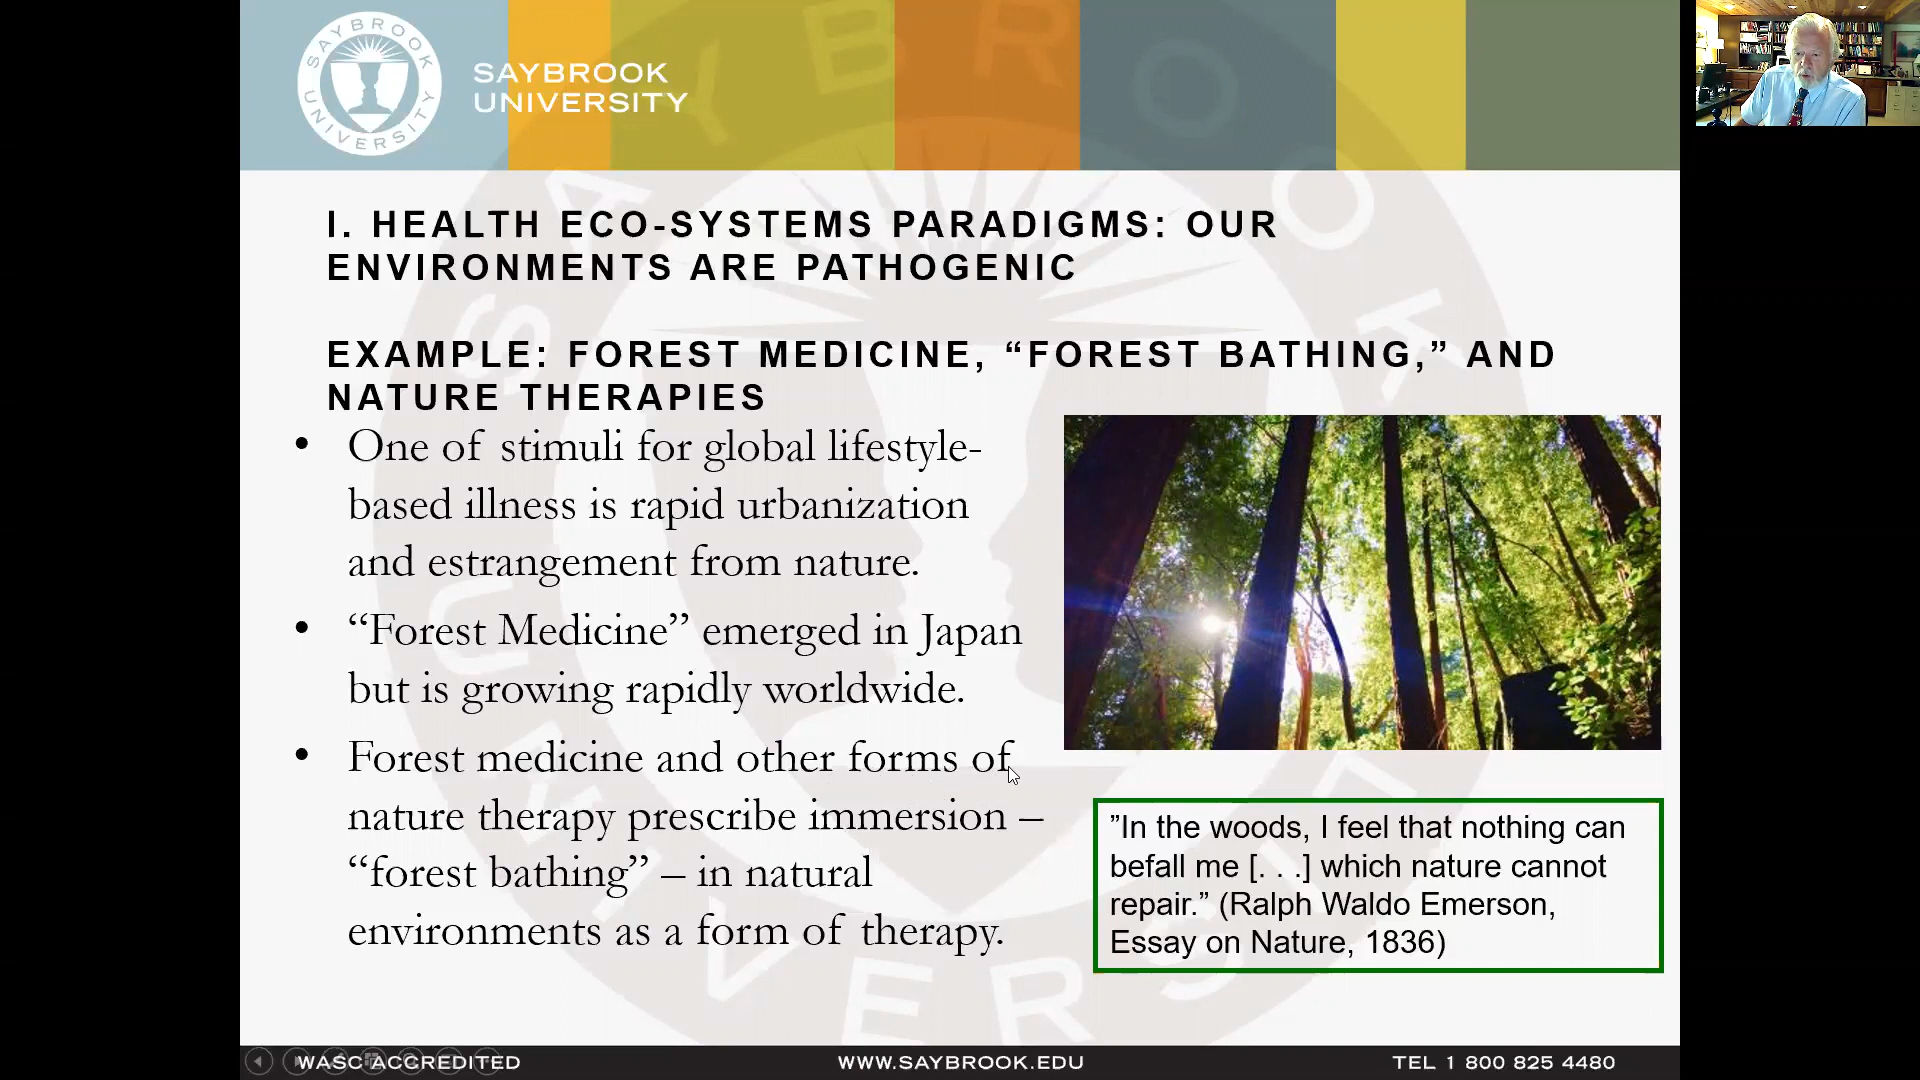 SAYBROOK UNIVERSITY
SAYBROOK
UNIVERSITY
I. HEALTH ECO-SYSTEMS PARADIGMS: OUR
ENVIRONMENTS ARE PATHOGENIC
EXAMPLE: FOREST MEDICINE, “FOREST BATHING,” AND
NATURE THERAPIES
• One of stimuli for global lifestyle-
based illness is rapid urbanization
and estrangement from nature.
• “Forest Medicine” emerged in Japan
but is growing rapidly worldwide.
• Forest medicine and other forms of
nature therapy prescribe immersion –
“forest bathing” – in natural
environments as a form of therapy.
”In the woods, I feel that nothing can
befall me [. . .] which nature cannot
repair.” (Ralph Waldo Emerson,
Essay on Nature, 1836)
SAYBROOK UNIVERSITY
WASC ACCREDITED
WWW.SAYBROOK.EDU
TEL 1 800 825 4480